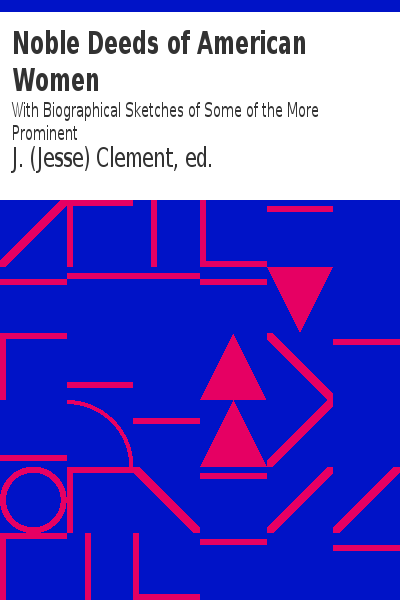 Noble Deeds of American
Women
With Biographical Sketches of Some of the More
Prominent
J. (Jesse) Clement, ed.